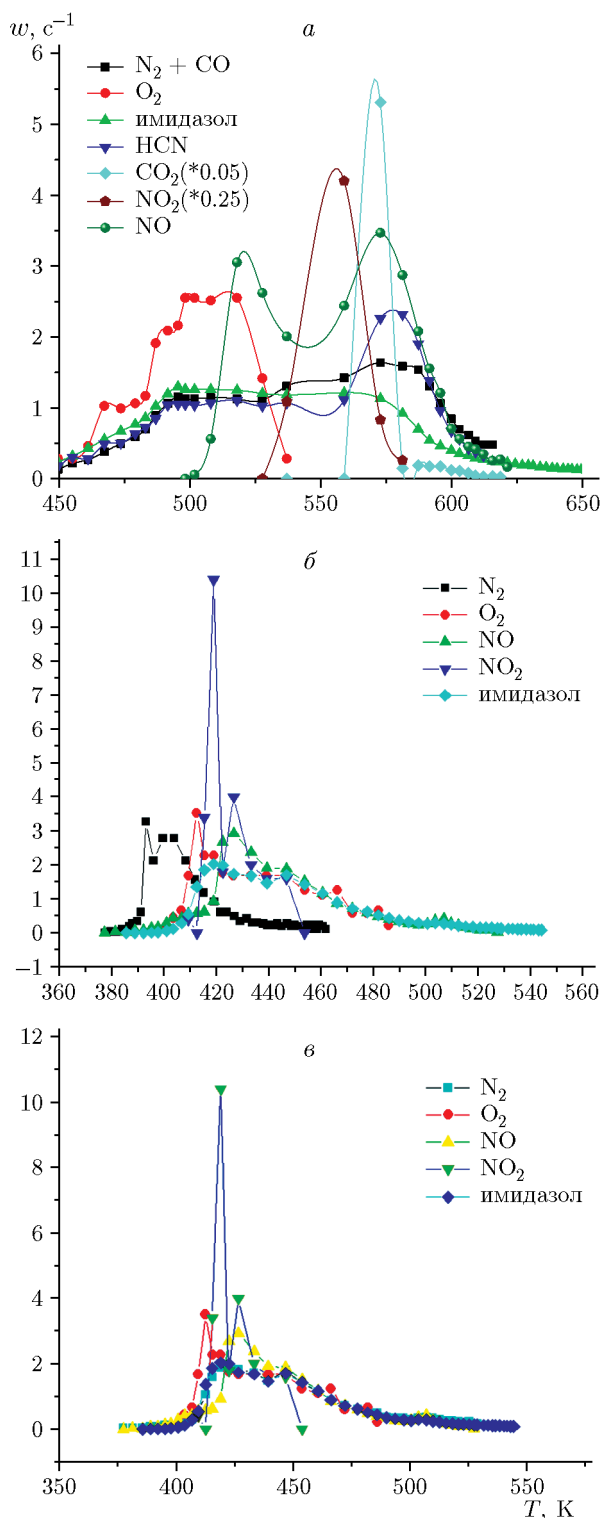 w, с⁻¹
а
N₂ + CO
O₂
имидазол
HCN
CO₂(*0.05)
NO₂(*0.25)
NO
6
5
4
3
2
1
0
450 500 550 600 650
б
N₂
O₂
NO
NO₂
имидазол
11
10
9
8
7
6
5
4
3
2
1
0
−1
360 380 400 420 440 460 480 500 520 540 560
в
N₂
O₂
NO
NO₂
имидазол
12
10
8
6
4
2
0
350 400 450 500 550
T, К